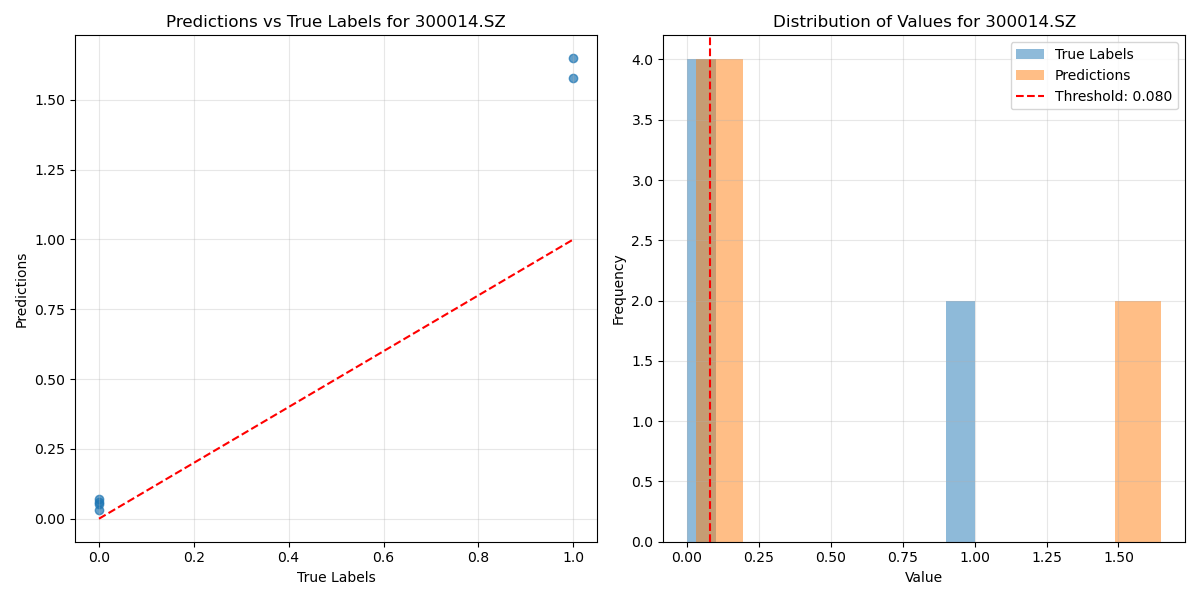 Predictions vs True Labels for 300014.SZ
Predictions
1.50
1.25
1.00
0.75
0.50
0.25
0.00
0.0 0.2 0.4 0.6 0.8 1.0
True Labels
Distribution of Values for 300014.SZ
True Labels
Predictions
Threshold: 0.080
Frequency
4.0
3.5
3.0
2.5
2.0
1.5
1.0
0.5
0.0
0.00 0.25 0.50 0.75 1.00 1.25 1.50
Value